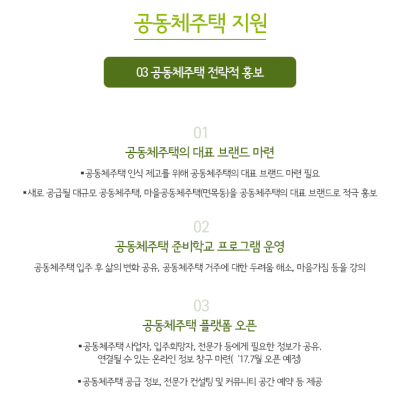 공동체주택 지원
03 공동체주택 전략적 홍보
01
공동체주택의 대표 브랜드 마련
▪공동체주택 인식 제고를 위해 공동체주택의 대표 브랜드 마련 필요
▪새로 공급될 대규모 공동체주택, 마을공동체주택(면목동)을 공동체주택의 대표 브랜드로 적극 홍보
02
공동체주택 준비학교 프로그램 운영
공동체주택 입주 후 삶의 변화 공유, 공동체주택 거주에 대한 두려움 해소, 마음가짐 등을 강의
03
공동체주택 플랫폼 오픈
▪공동체주택 사업자, 입주희망자, 전문가 등에게 필요한 정보가 공유,
연결될 수 있는 온라인 정보 창구 마련( '17.7월 오픈 예정)
▪공동체주택 공급 정보, 전문가 컨설팅 및 커뮤니티 공간 예약 등 제공